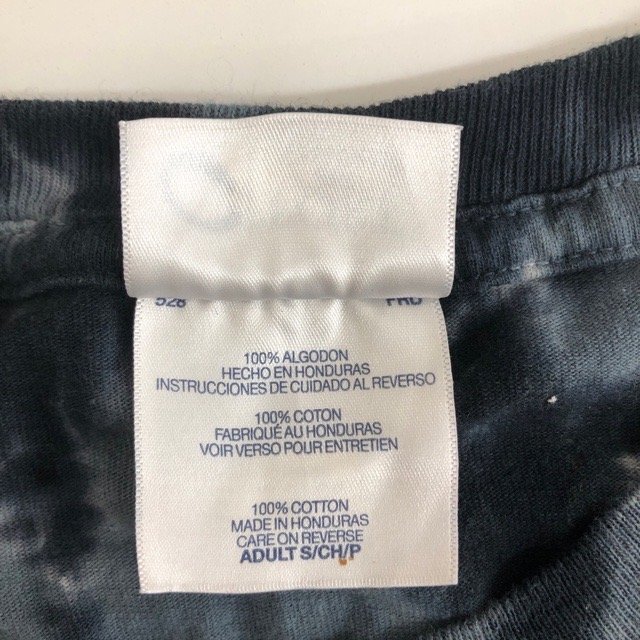 528 FRC
100% ALGODON
HECHO EN HONDURAS
INSTRUCCIONES DE CUIDADO AL REVERSO
100% COTON
FABRIQUÉ AU HONDURAS
VOIR VERSO POUR ENTRETIEN
100% COTTON
MADE IN HONDURAS
CARE ON REVERSE
ADULT S/CH/P